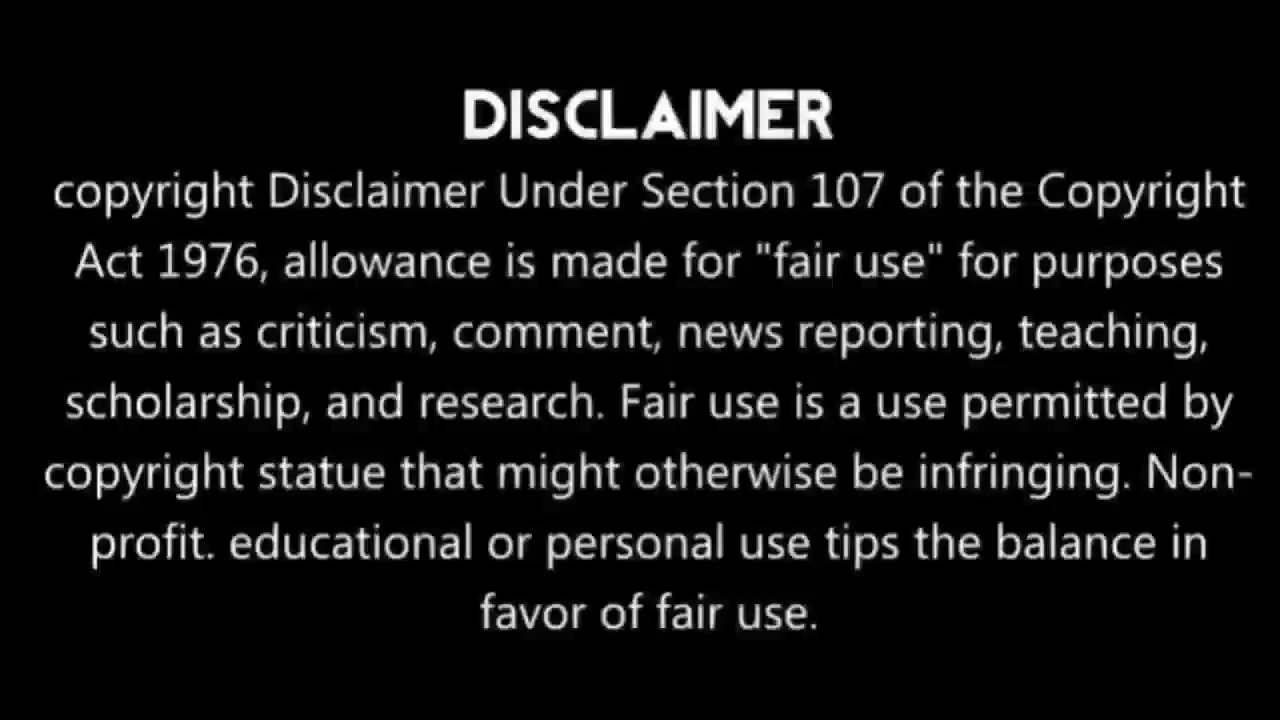 DISCLAIMER
copyright Disclaimer Under Section 107 of the Copyright
Act 1976, allowance is made for "fair use" for purposes
such as criticism, comment, news reporting, teaching,
scholarship, and research. Fair use is a use permitted by
copyright statue that might otherwise be infringing. Non-
profit. educational or personal use tips the balance in
favor of fair use.